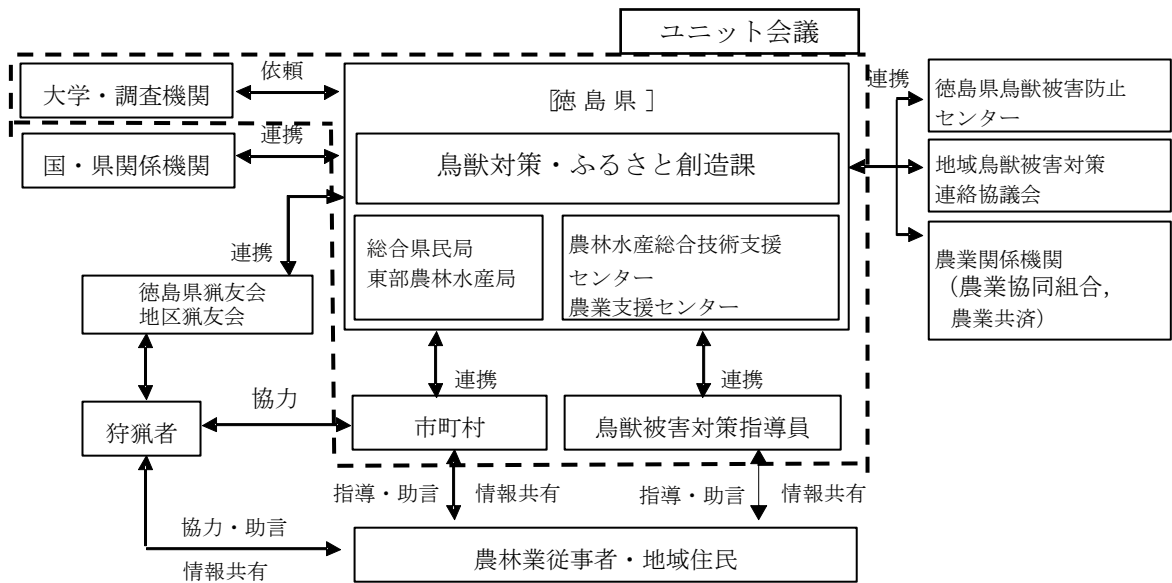 ユニット会議
大学・調査機関
依頼
[徳島県]
連携
徳島県鳥獣被害防止
センター
国・県関係機関
連携
鳥獣対策・ふるさと創造課
地域鳥獣被害対策
連絡協議会
総合県民局
東部農林水産局
農林水産総合技術支援
センター
農業支援センター
農業関係機関
（農業協同組合，
農業共済）
連携
徳島県猟友会
地区猟友会
連携
連携
狩猟者
協力
市町村
鳥獣被害対策指導員
指導・助言
情報共有
指導・助言
情報共有
協力・助言
情報共有
農林業従事者・地域住民